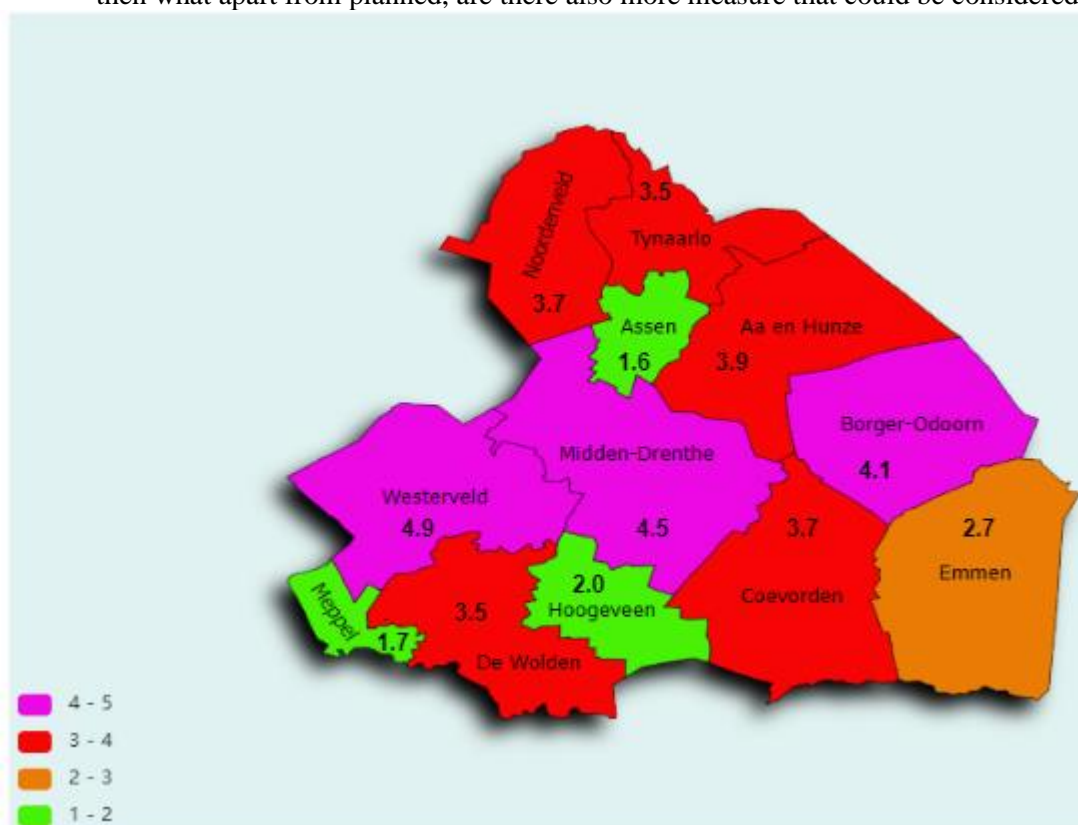 then what apart from planned, are there also more measure that could be considered
3.5
Noordenveld
Tynaarlo
3.7
Assen
Aa en Hunze
1.6
3.9
Borger-Odoorn
Midden-Drenthe
4.1
Westerveld
4.9
4.5
3.7
2.7
Emmen
2.0
Hoogeveen
Coevorden
Meppel
3.5
1.7
De Wolden
4 - 5
3 - 4
2 - 3
1 - 2